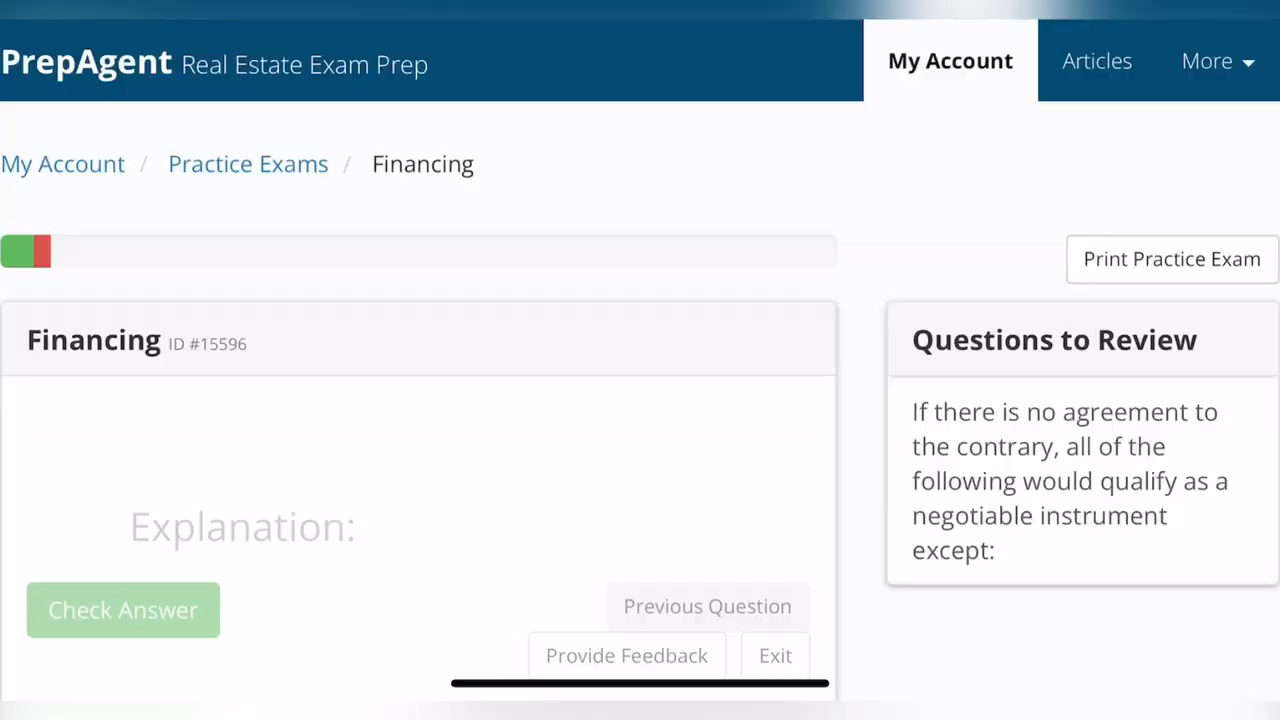 PrepAgent Real Estate Exam Prep
My Account
Articles
More
My Account / Practice Exams / Financing
Print Practice Exam
Financing ID #15596
Explanation:
Check Answer
Previous Question
Provide Feedback
Exit
Questions to Review
If there is no agreement to
the contrary, all of the
following would qualify as a
negotiable instrument
except: